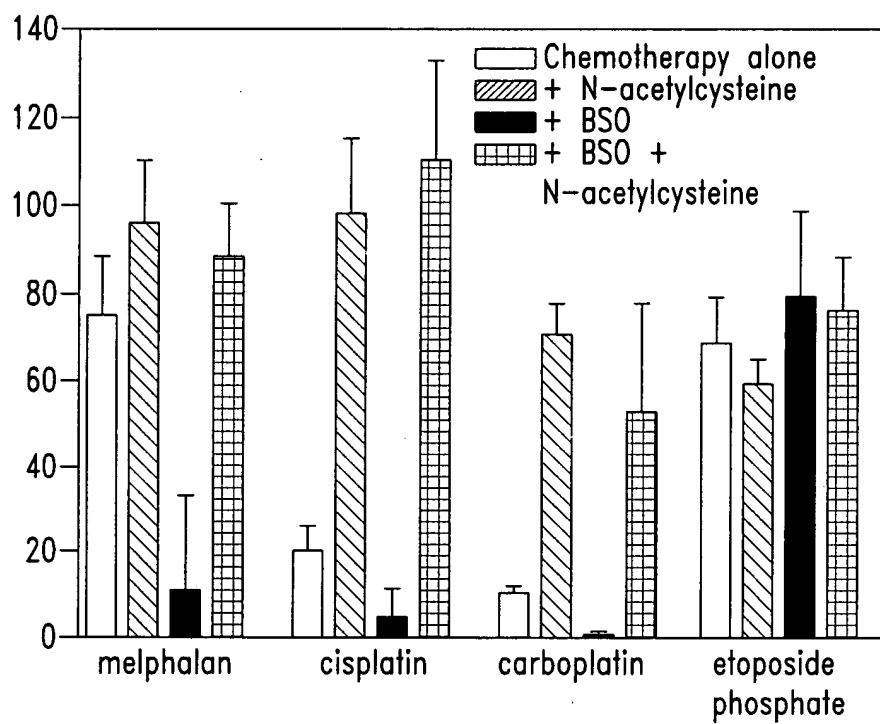 140
120
100
80
60
40
20
0
Chemotherapy alone
+ N-acetylcysteine
+ BSO
+ BSO +
N-acetylcysteine
melphalan
cisplatin
carboplatin
etoposide
phosphate